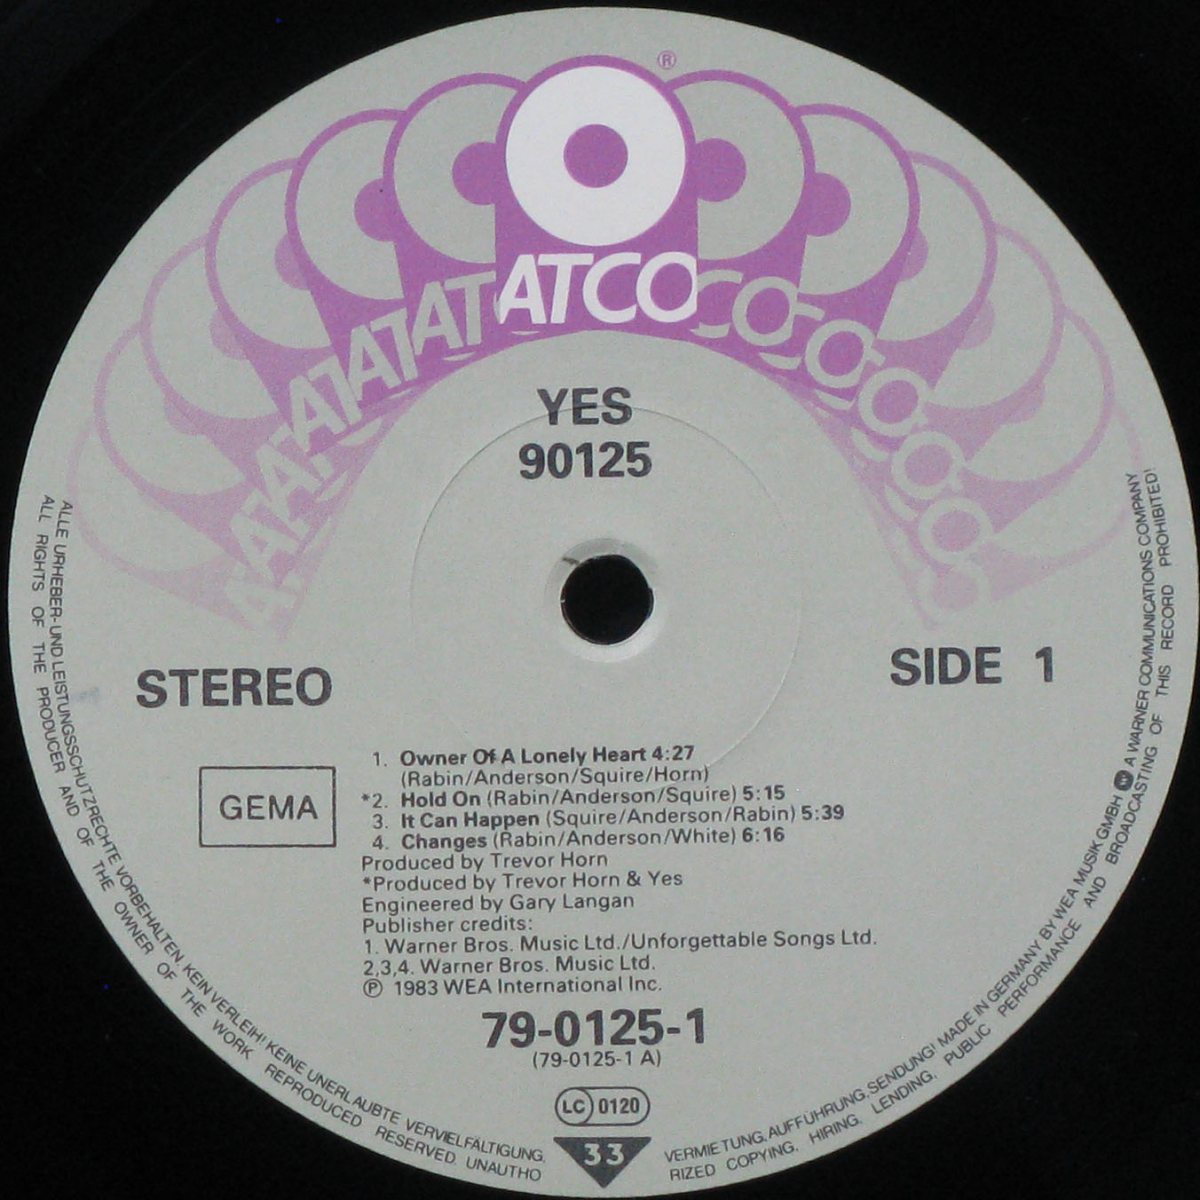 ®
ATCO
YES
90125
STEREO
SIDE 1
GEMA
1. Owner Of A Lonely Heart 4:27
(Rabin/Anderson/Squire/Horn)
*2. Hold On (Rabin/Anderson/Squire) 5:15
3. It Can Happen (Squire/Anderson/Rabin) 5:39
4. Changes (Rabin/Anderson/White) 6:16
Produced by Trevor Horn
*Produced by Trevor Horn & Yes
Engineered by Gary Langan
Publisher credits:
1. Warner Bros. Music Ltd./Unforgettable Songs Ltd.
2,3,4. Warner Bros. Music Ltd.
℗ 1983 WEA International Inc.
79-0125-1
(79-0125-1 A)
LC 0120
33
ALLE URHEBER- UND LEISTUNGSSCHUTZRECHTE VORBEHALTEN. KEIN VERLEIH! KEINE UNERLAUBTE VERVIELFÄLTIGUNG, VERMIETUNG, AUFFÜHRUNG, SENDUNG! MADE IN GERMANY BY WEA MUSIK GMBH A WARNER COMMUNICATIONS COMPANY
ALL RIGHTS OF THE PRODUCER AND OF THE OWNER OF THE WORK REPRODUCED RESERVED. UNAUTHORIZED COPYING, HIRING, LENDING, PUBLIC PERFORMANCE AND BROADCASTING OF THIS RECORD PROHIBITED!